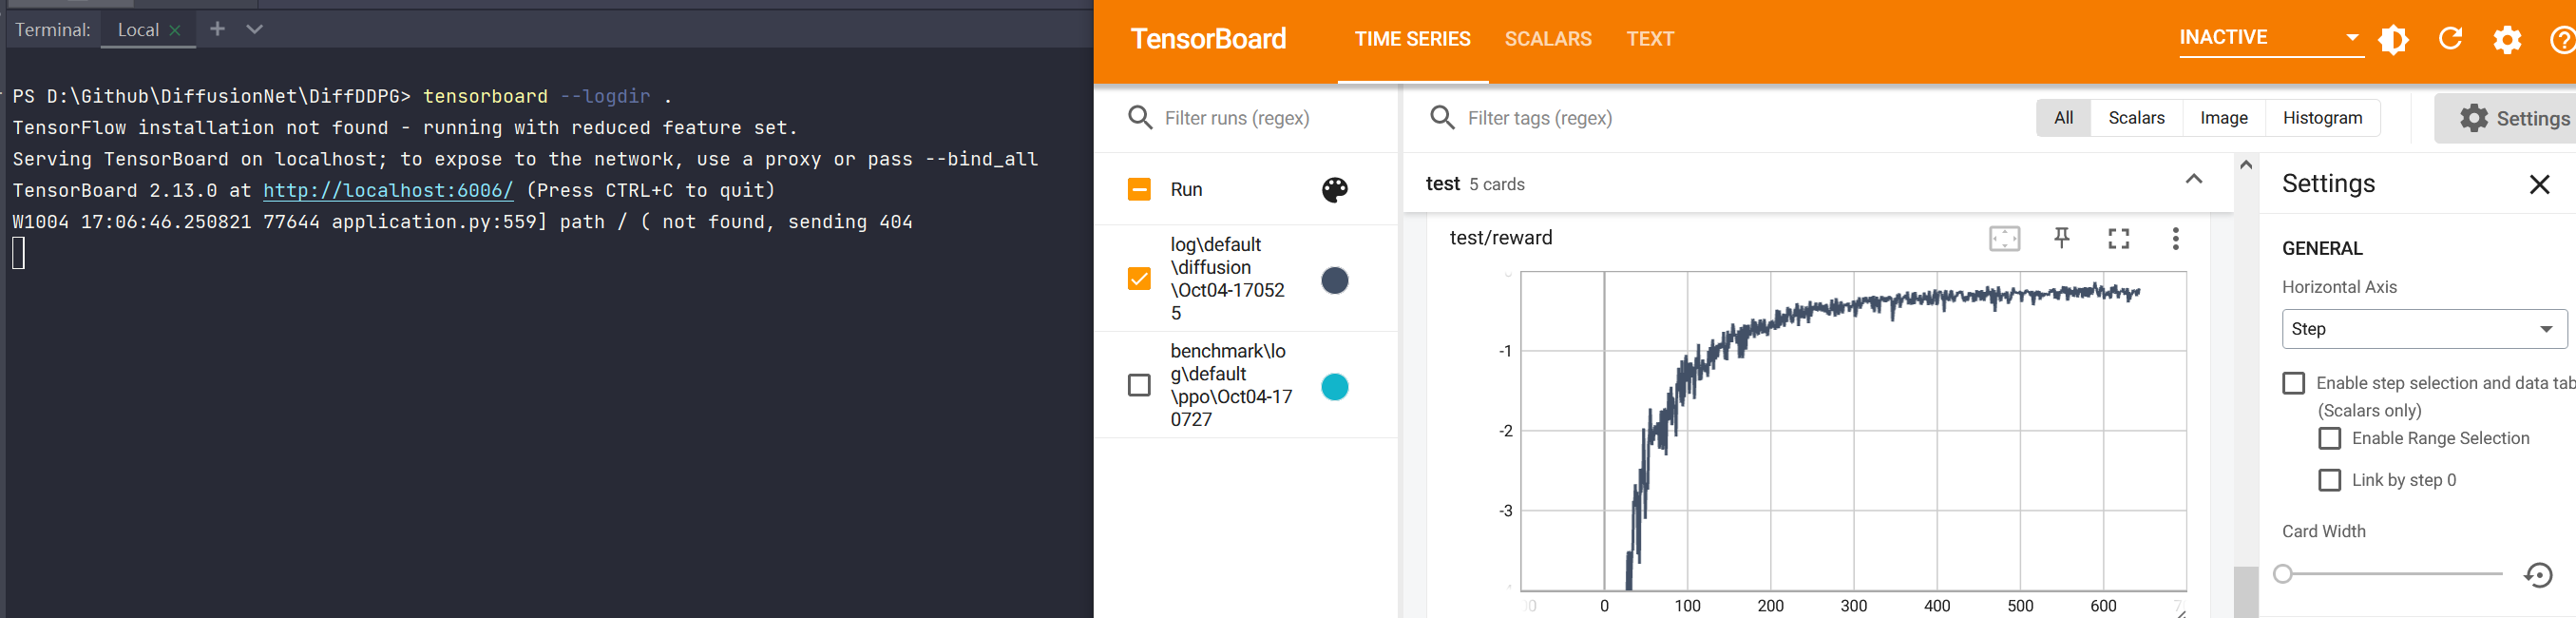 Terminal:
Local
PS D:\Github\DiffusionNet\DiffDDPG> tensorboard --logdir .
TensorFlow installation not found - running with reduced feature set.
Serving TensorBoard on localhost; to expose to the network, use a proxy or pass --bind_all
TensorBoard 2.13.0 at http://localhost:6006/ (Press CTRL+C to quit)
W1004 17:06:46.250821 77644 application.py:559] path / ( not found, sending 404
TensorBoard
TIME SERIES
SCALARS
TEXT
INACTIVE
Filter runs (regex)
Filter tags (regex)
All
Scalars
Image
Histogram
Settings
Run
log\default
\diffusion
\Oct04-17052
5
benchmark\lo
g\default
\ppo\Oct04-17
0727
test 5 cards
test/reward
-1
-2
-3
0
100
200
300
400
500
600
Settings
GENERAL
Horizontal Axis
Step
Enable step selection and data tab
(Scalars only)
Enable Range Selection
Link by step 0
Card Width